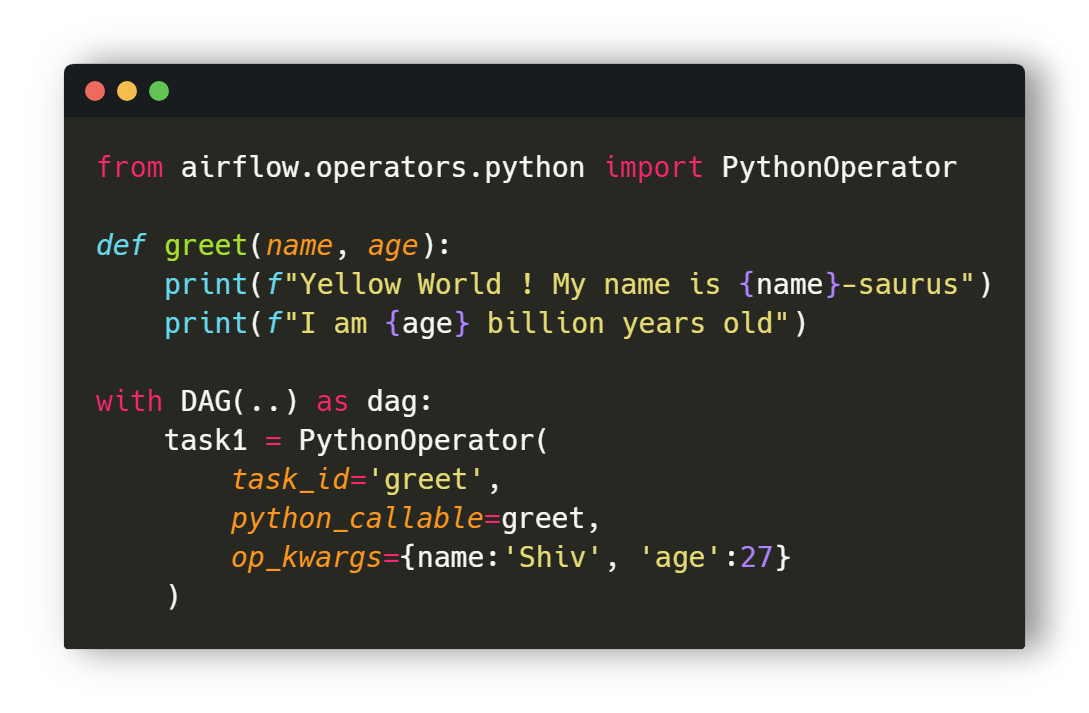 from airflow.operators.python import PythonOperator
def greet(name, age):
    print(f"Yellow World ! My name is {name}-saurus")
    print(f"I am {age} billion years old")
with DAG(..) as dag:
    task1 = PythonOperator(
        task_id='greet',
        python_callable=greet,
        op_kwargs={name:'Shiv', 'age':27}
    )